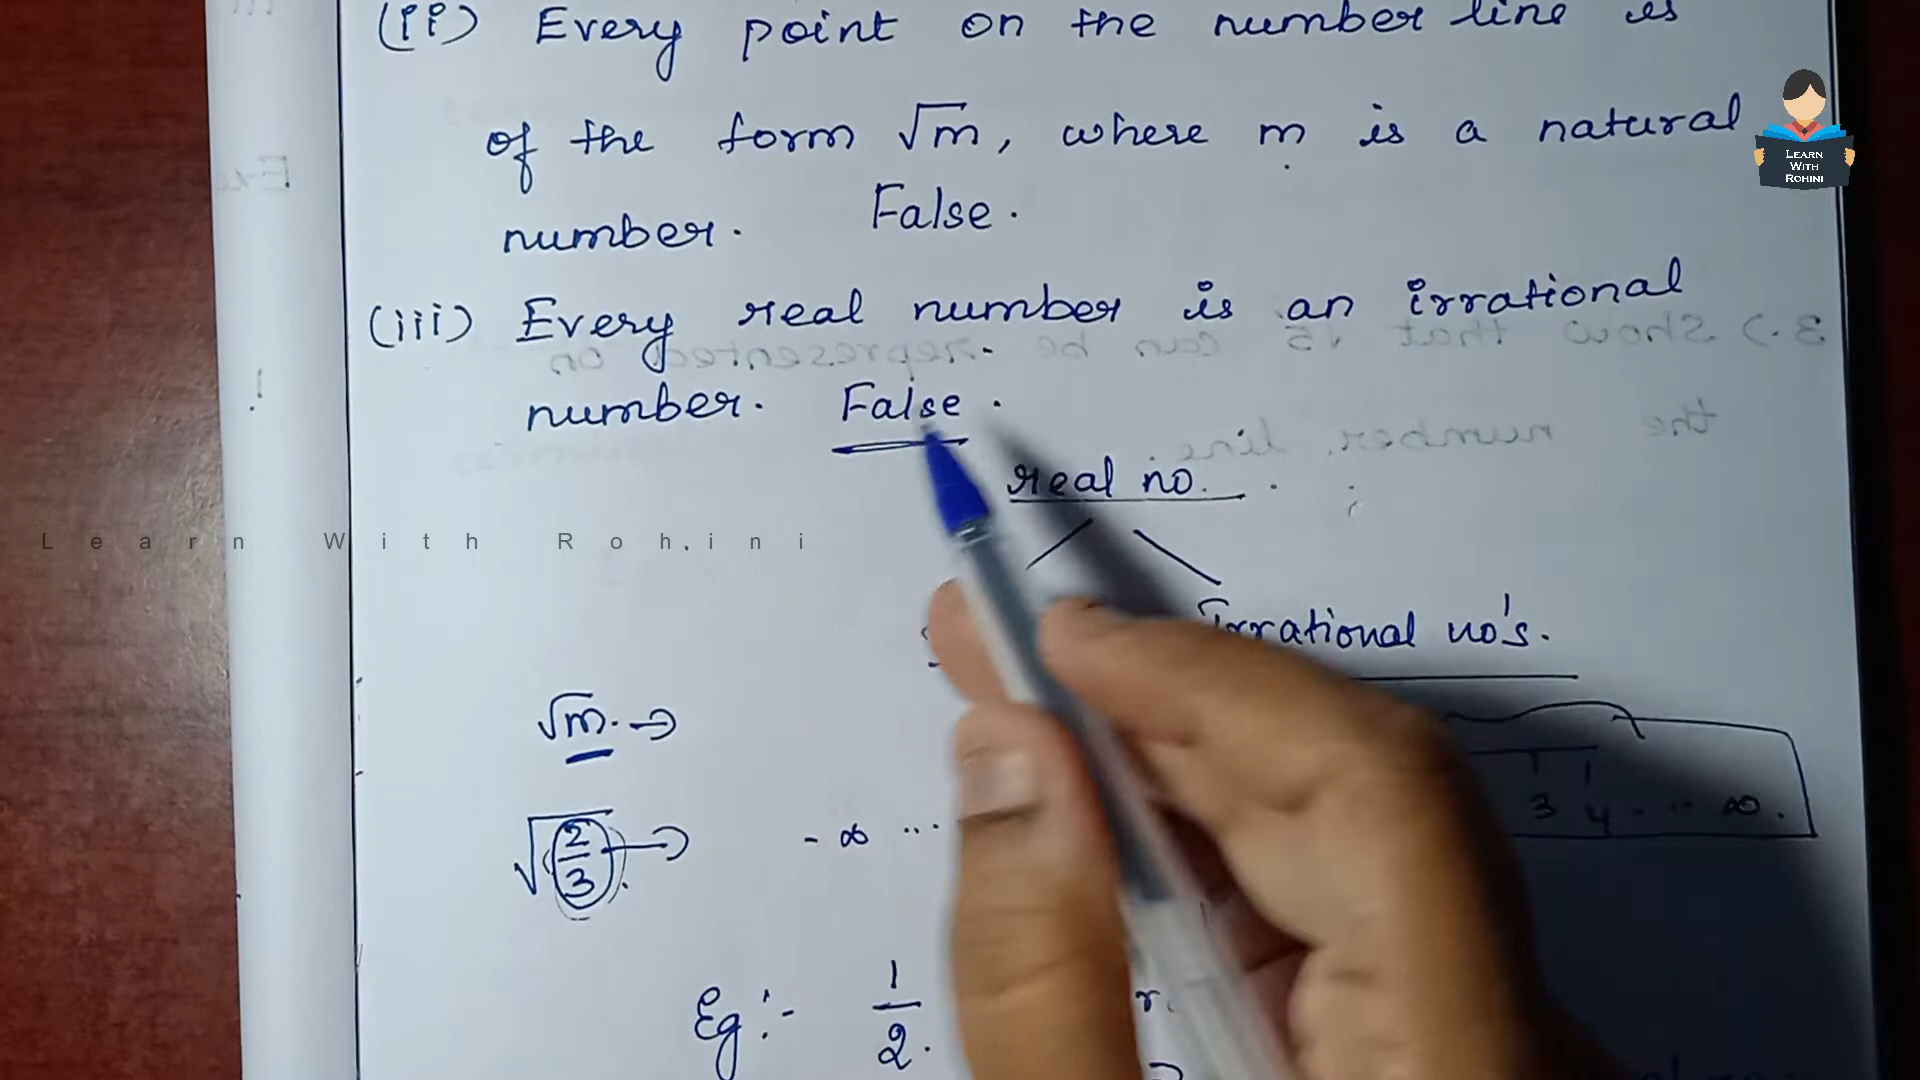 (ii) Every point on the number line is
of the form √m, where m is a natural
number. False.
(iii) Every real number is an irrational
number. False.
real no.
Irrational no's.
√m. →
√(2/3) →
- ∞ ...
3 4 ... ∞.
Eg :- 1/2.
LEARN
WITH
ROHINI
Learn With Rohini